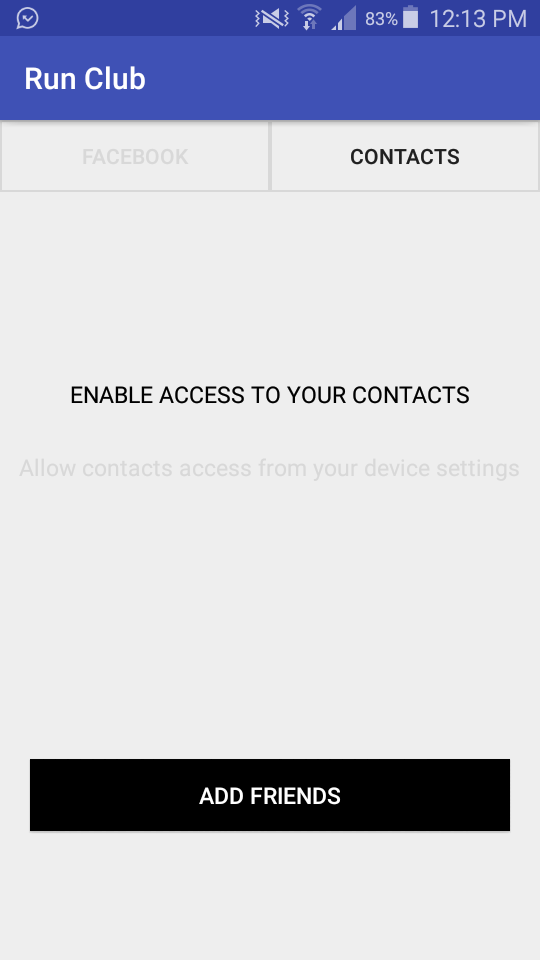 83% 12:13 PM
Run Club
FACEBOOK CONTACTS
ENABLE ACCESS TO YOUR CONTACTS
Allow contacts access from your device settings
ADD FRIENDS